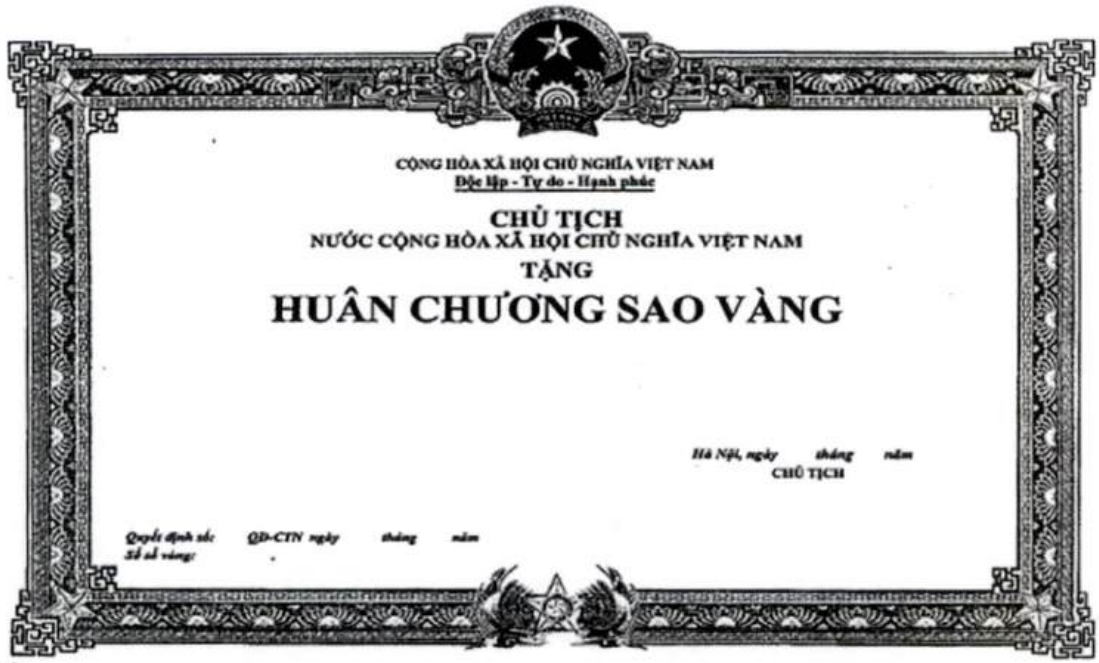 CỘNG HÒA XÃ HỘI CHỦ NGHĨA VIỆT NAM
Độc lập - Tự do - Hạnh phúc
CHỦ TỊCH
NƯỚC CỘNG HÒA XÃ HỘI CHỦ NGHĨA VIỆT NAM
TẶNG
HUÂN CHƯƠNG SAO VÀNG
Hà Nội, ngày tháng năm
CHỦ TỊCH
Quyết định số: QĐ-CTN ngày tháng năm
Số sổ vàng: